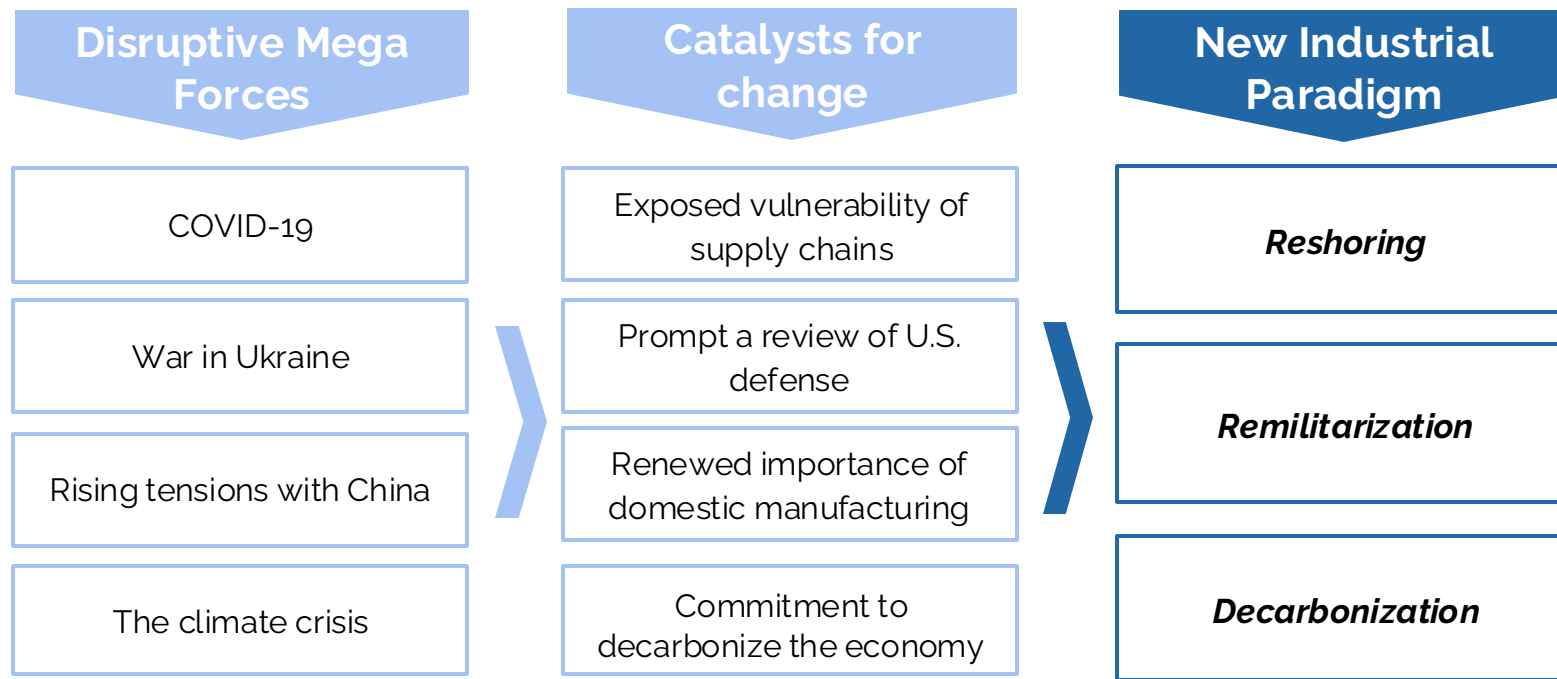 Disruptive Mega
Forces
COVID-19
War in Ukraine
Rising tensions with China
The climate crisis
Catalysts for
change
Exposed vulnerability of
supply chains
Prompt a review of U.S.
defense
Renewed importance of
domestic manufacturing
Commitment to
decarbonize the economy
New Industrial
Paradigm
Reshoring
Remilitarization
Decarbonization